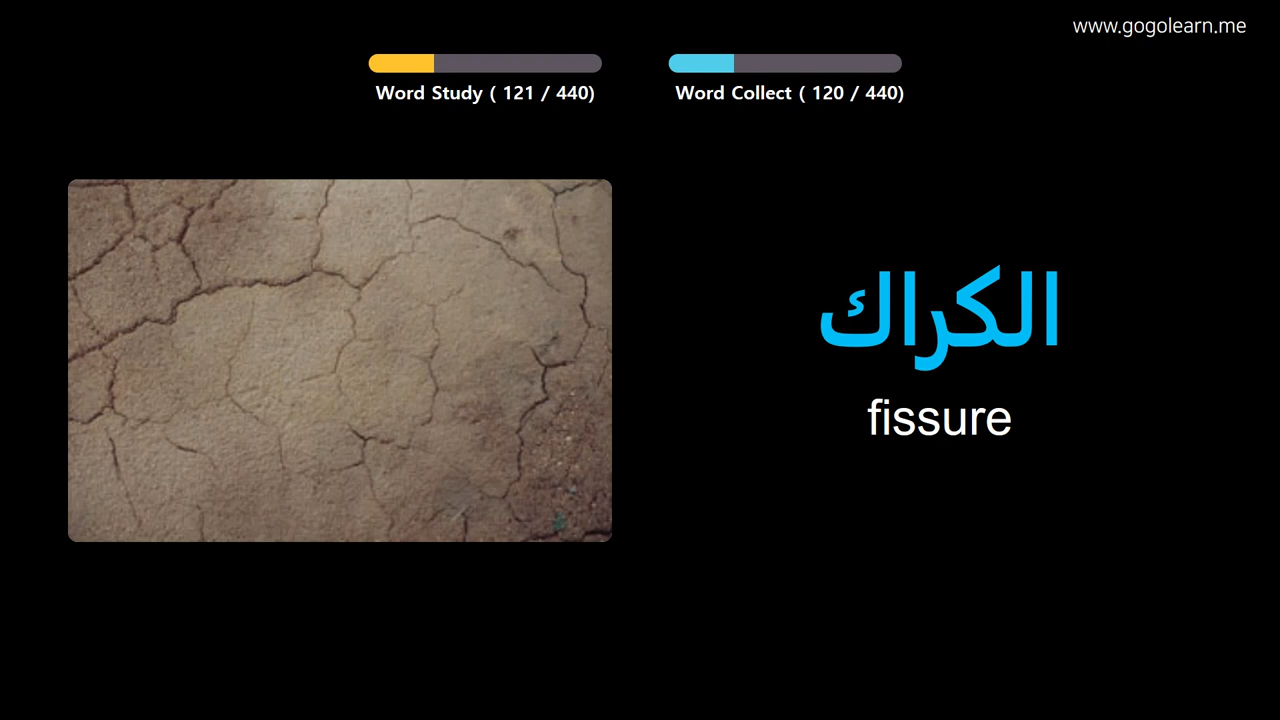 www.gogolearn.me
Word Study ( 121 / 440)
Word Collect ( 120 / 440)
الكراك
fissure